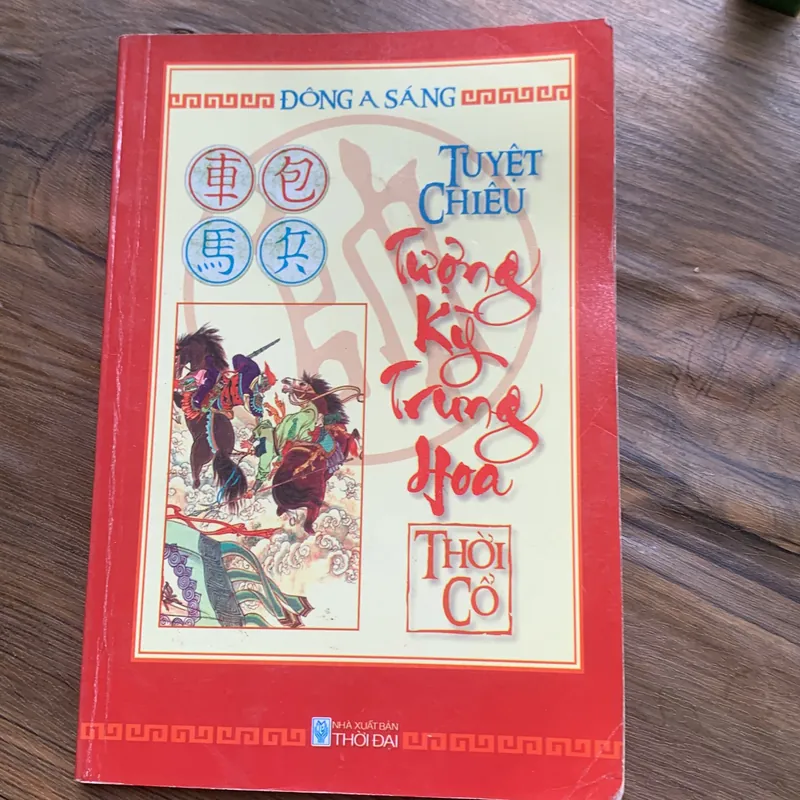 ĐÔNG A SÁNG
車 包
馬 兵
TUYỆT
CHIÊU
Tượng
Kỳ
Trung
Hoa
THỜI
CỔ
NHÀ XUẤT BẢN
THỜI ĐẠI